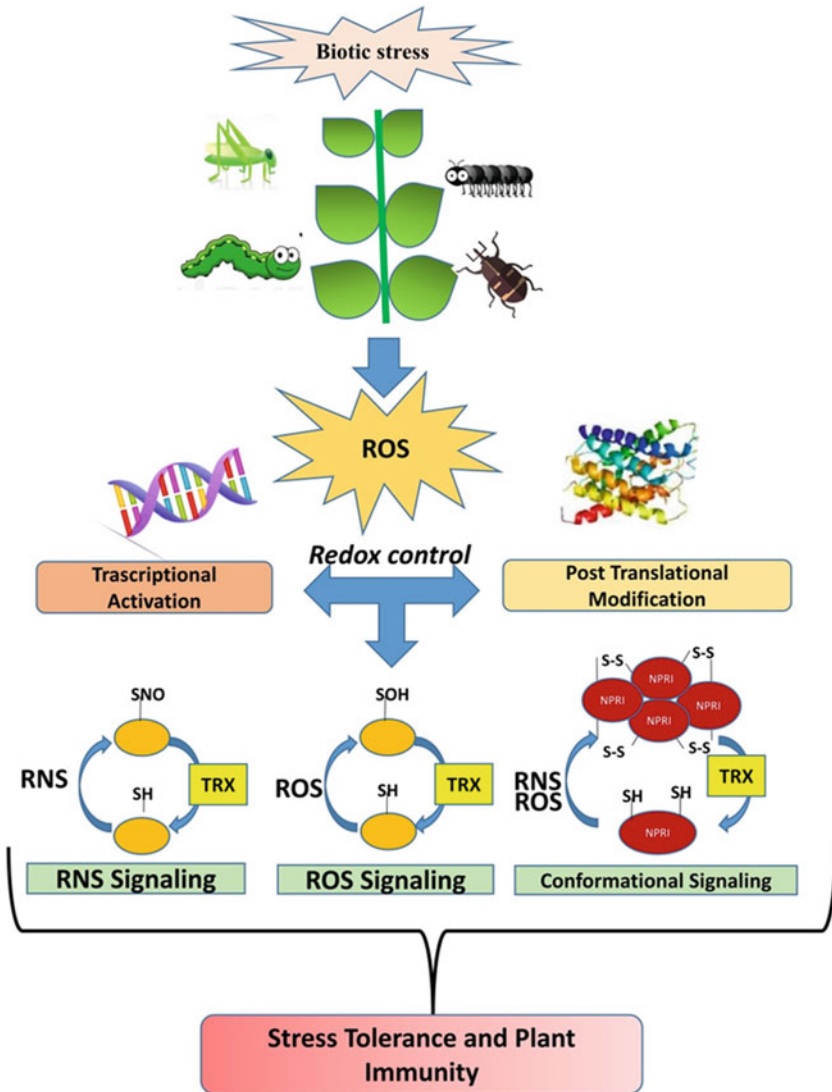 Biotic stress
ROS
Redox control
Trascriptional
Activation
Post Translational
Modification
SNO
RNS
TRX
SH
RNS Signaling
SOH
ROS
TRX
SH
ROS Signaling
S-S
S-S
NPRI
NPRI
NPRI
NPRI
S-S
S-S
RNS
ROS
TRX
SH
SH
NPRI
Conformational Signaling
Stress Tolerance and Plant
Immunity